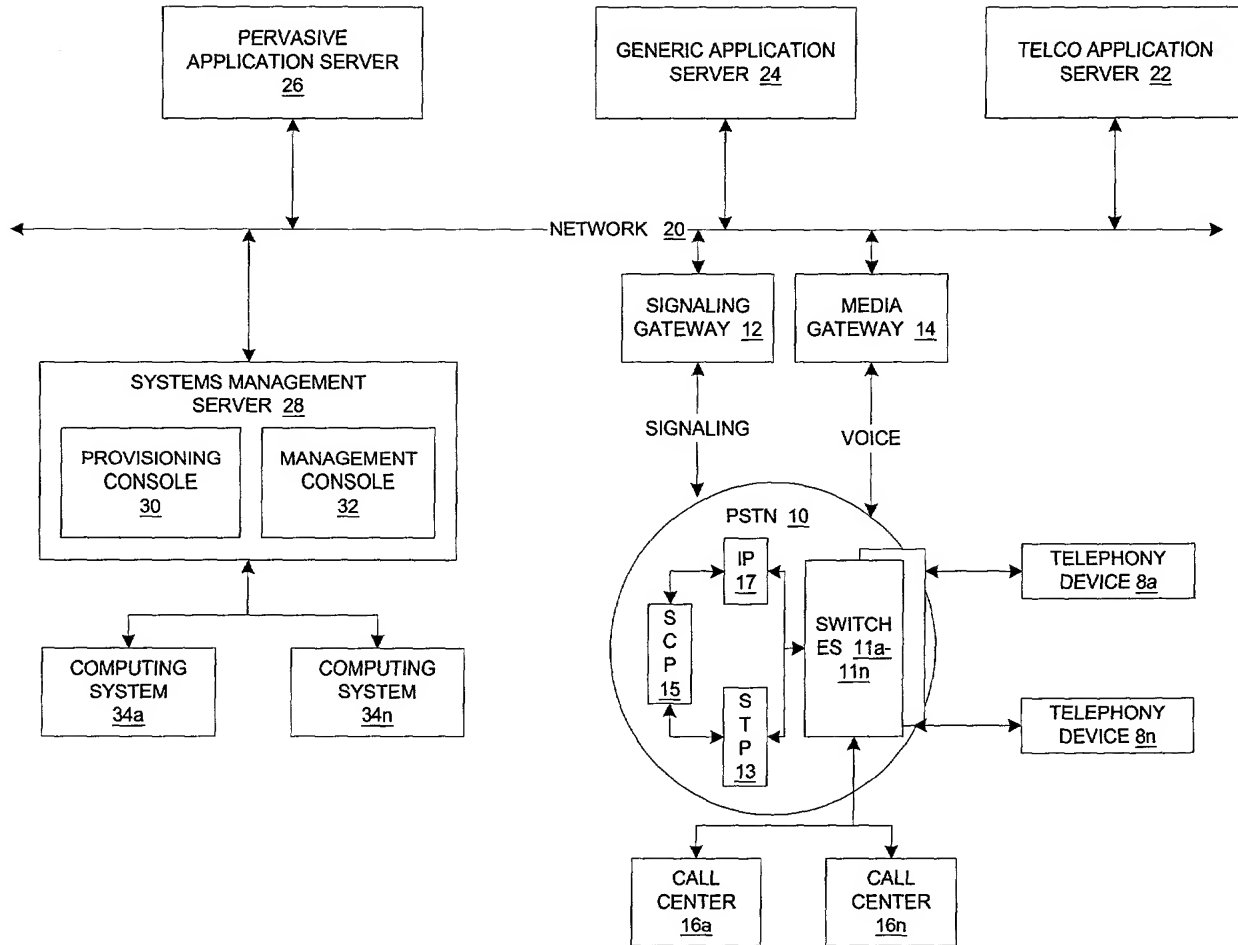 PERVASIVE
APPLICATION SERVER
26
GENERIC APPLICATION
SERVER 24
TELCO APPLICATION
SERVER 22
NETWORK 20
SIGNALING
GATEWAY 12
MEDIA
GATEWAY 14
SYSTEMS MANAGEMENT
SERVER 28
PROVISIONING
CONSOLE
30
MANAGEMENT
CONSOLE
32
SIGNALING
VOICE
PSTN 10
IP
17
S
C
P
15
S
T
P
13
SWITCH
ES 11a-
11n
TELEPHONY
DEVICE 8a
TELEPHONY
DEVICE 8n
COMPUTING
SYSTEM
34a
COMPUTING
SYSTEM
34n
CALL
CENTER
16a
CALL
CENTER
16n